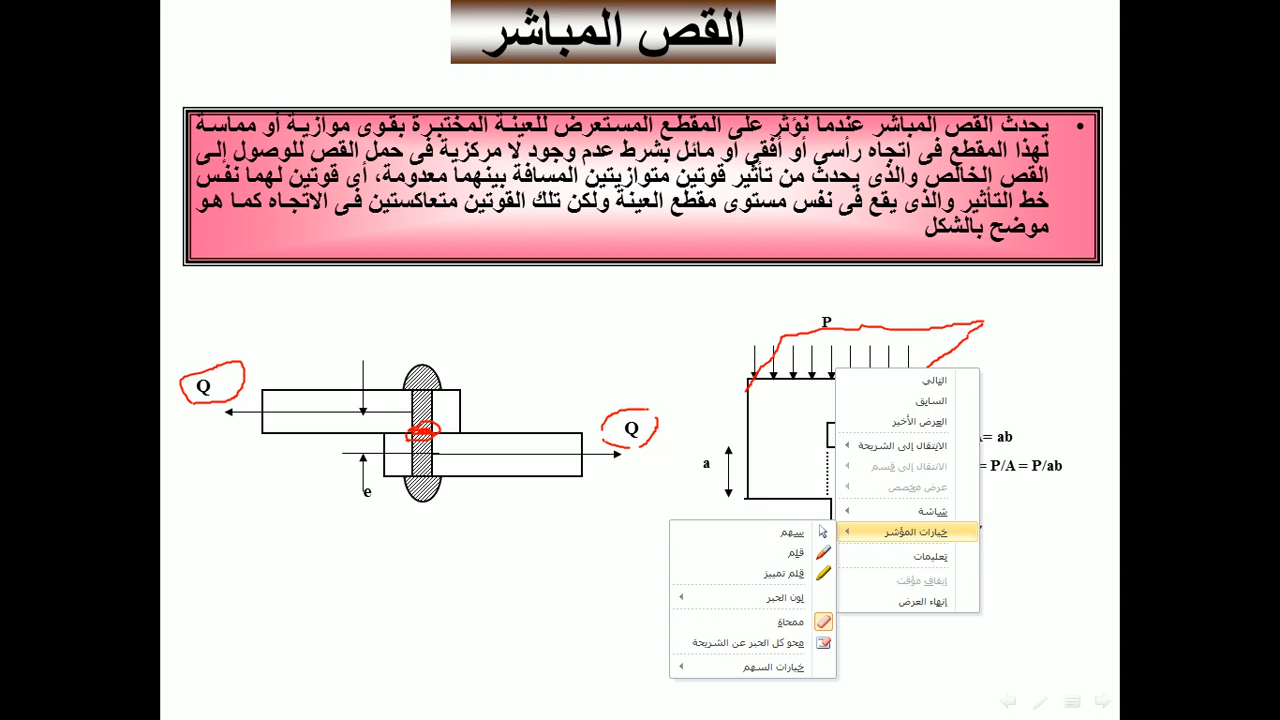 القص المباشر
• يحدث القص المباشر عندما نؤثر على المقطع المستعرض للعينة المختبرة بقوى موازية أو مماسة
لهذا المقطع فى اتجاه رأسى أو أفقى أو مائل بشرط عدم وجود لا مركزية فى حمل القص للوصول إلى
القص الخالص والذى يحدث من تأثير قوتين متوازيتين المسافة بينهما معدومة، أى قوتين لهما نفس
خط التأثير والذى يقع فى نفس مستوى مقطع العينة ولكن تلك القوتين متعاكستين فى الاتجاه كما هو
موضح بالشكل
P
Q
Q
e
a
= ab
= P/A = P/ab
التالي
السابق
العرض الأخير
الانتقال إلى الشريحة
الانتقال إلى قسم
عرض مخصص
شاشة
خيارات المؤشر
تعليمات
إيقاف مؤقت
إنهاء العرض
سهم
قلم
قلم تمييز
لون الحبر
ممحاة
محو كل الحبر عن الشريحة
خيارات السهم